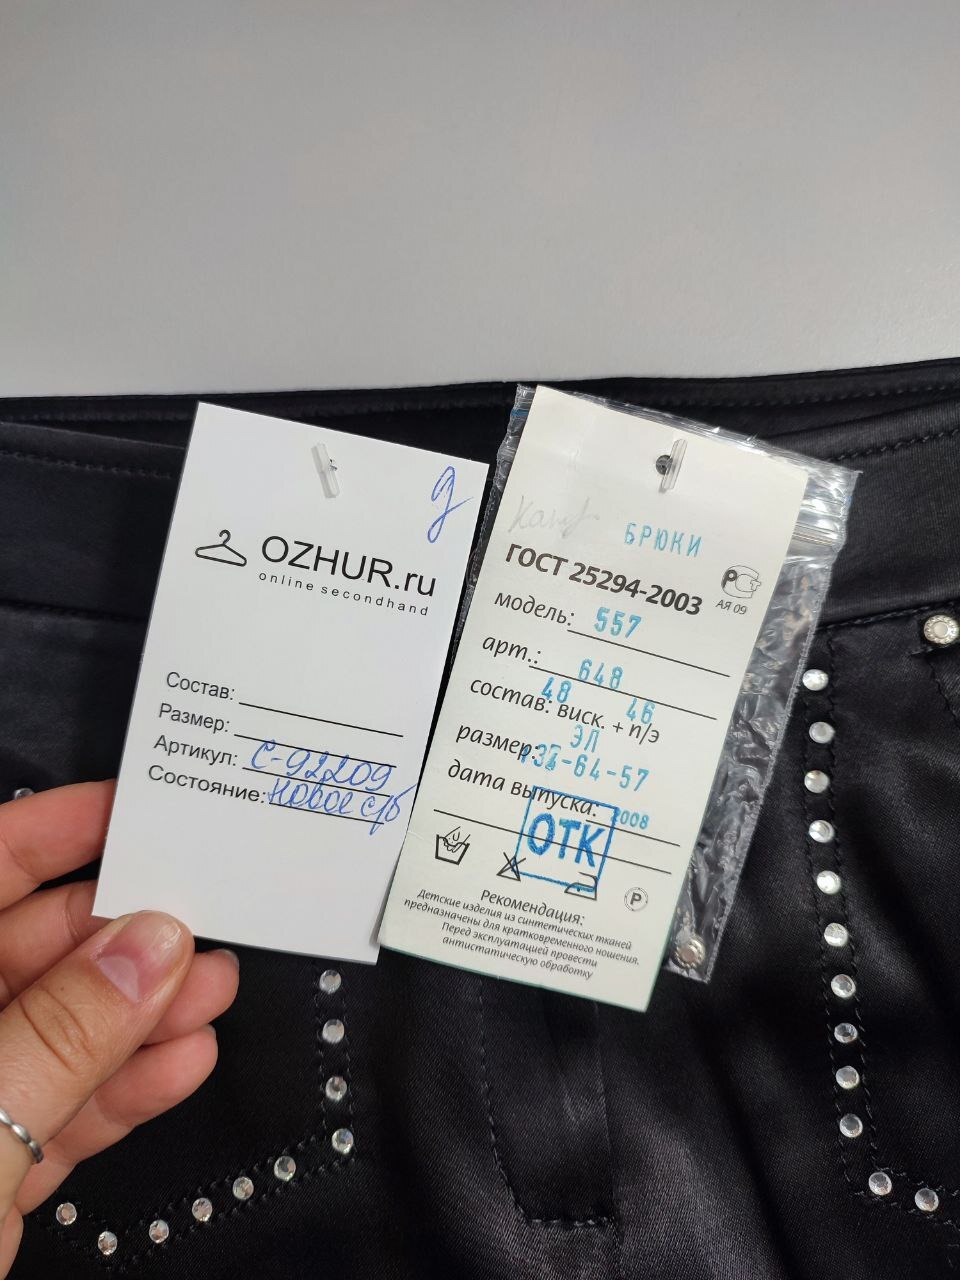 g
OZHUR.ru
online secondhand
Состав:
Размер:
Артикул: С-92209
Состояние: Новое с/б
БРЮКИ
ГОСТ 25294-2003
АЯ 09
модель: 557
арт.: 648
48 46
состав: виск. + п/э
ЭЛ
размер: -64-57
дата выпуска: 2008
ОТК
Р
Рекомендация:
Детские изделия из синтетических тканей
предназначены для кратковременного ношения.
Перед эксплуатацией провести
антистатическую обработку